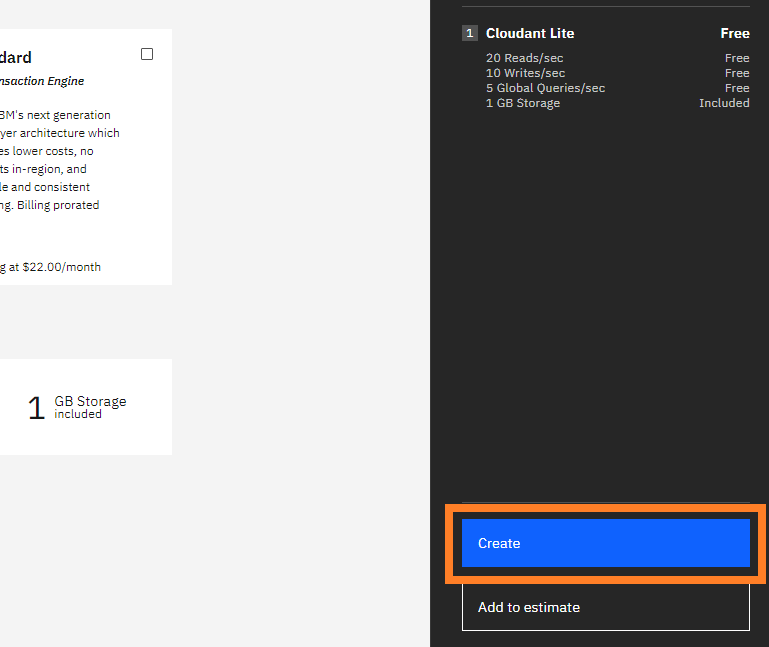 dard
nsaction Engine
BM's next generation
yer architecture which
es lower costs, no
ts in-region, and
le and consistent
ng. Billing prorated
g at $22.00/month
1 GB Storage
included
1 Cloudant Lite Free
20 Reads/sec Free
10 Writes/sec Free
5 Global Queries/sec Free
1 GB Storage Included
Create
Add to estimate